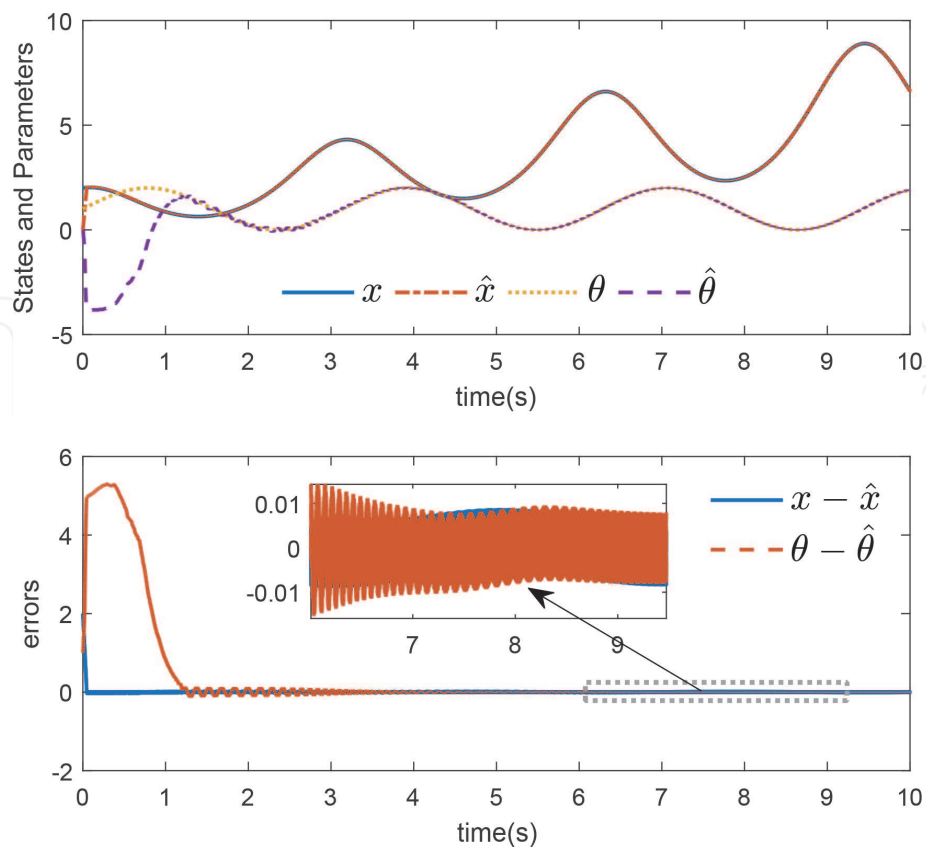 10
5
0
-5
States and Parameters
x x̂ θ θ̂
0 1 2 3 4 5 6 7 8 9 10
time(s)
6
4
2
0
-2
errors
0.01
0
-0.01
7 8 9
x − x̂
θ − θ̂
0 1 2 3 4 5 6 7 8 9 10
time(s)